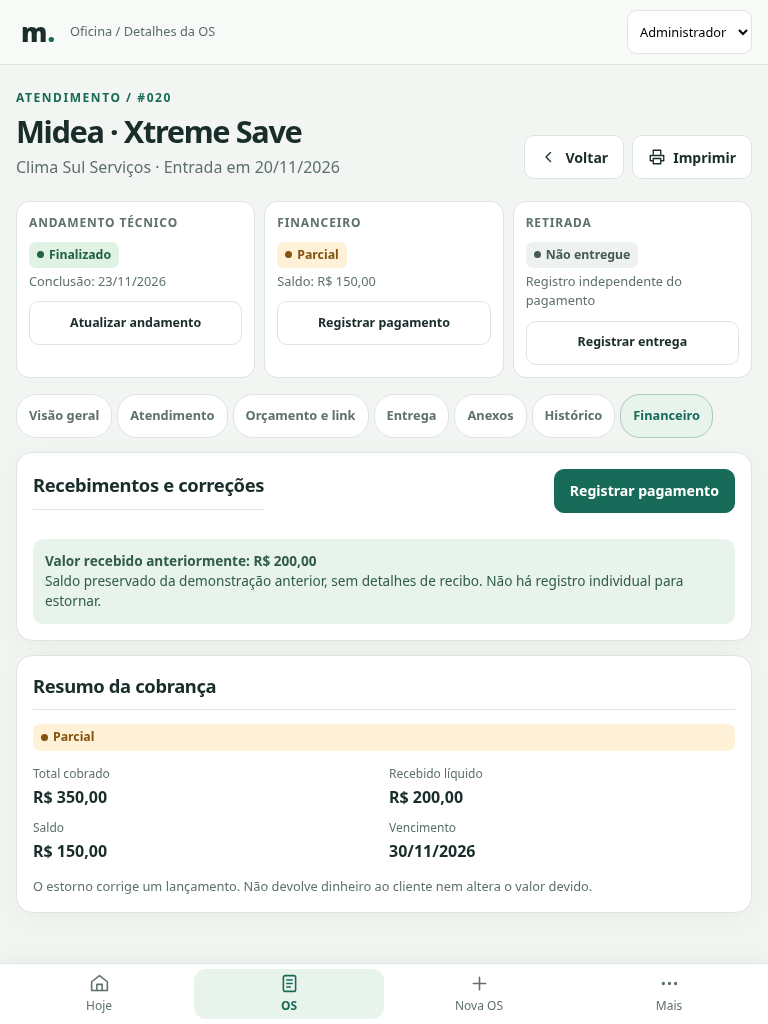 m.
Oficina / Detalhes da OS
Administrador
ATENDIMENTO / #020
Midea · Xtreme Save
Clima Sul Serviços · Entrada em 20/11/2026
Voltar
Imprimir
ANDAMENTO TÉCNICO
Finalizado
Conclusão: 23/11/2026
Atualizar andamento
FINANCEIRO
Parcial
Saldo: R$ 150,00
Registrar pagamento
RETIRADA
Não entregue
Registro independente do
pagamento
Registrar entrega
Visão geral
Atendimento
Orçamento e link
Entrega
Anexos
Histórico
Financeiro
Recebimentos e correções
Registrar pagamento
Valor recebido anteriormente: R$ 200,00
Saldo preservado da demonstração anterior, sem detalhes de recibo. Não há registro individual para
estornar.
Resumo da cobrança
Parcial
Total cobrado
R$ 350,00
Recebido líquido
R$ 200,00
Saldo
R$ 150,00
Vencimento
30/11/2026
O estorno corrige um lançamento. Não devolve dinheiro ao cliente nem altera o valor devido.
Hoje
OS
Nova OS
Mais